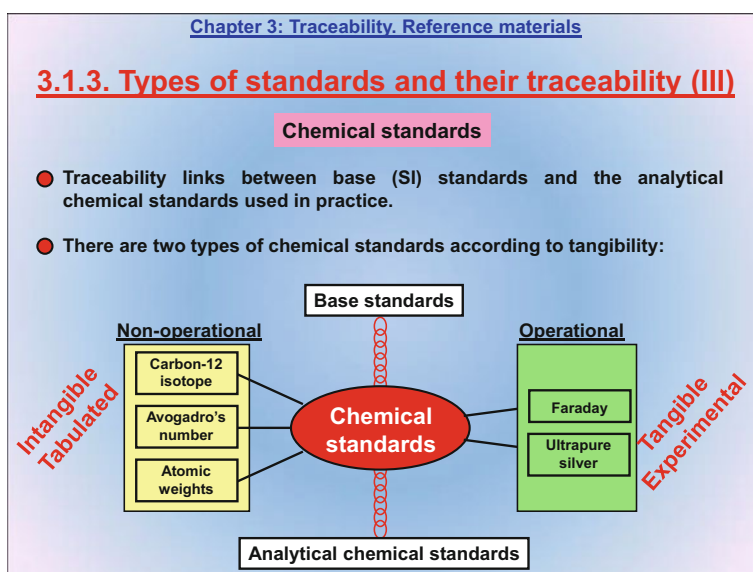 Chapter 3: Traceability. Reference materials
3.1.3. Types of standards and their traceability (III)
Chemical standards
Traceability links between base (SI) standards and the analytical
chemical standards used in practice.
There are two types of chemical standards according to tangibility:
Base standards
Non-operational
Operational
Carbon-12
isotope
Avogadro's
number
Atomic
weights
Intangible
Tabulated
Chemical
standards
Faraday
Ultrapure
silver
Tangible
Experimental
Analytical chemical standards